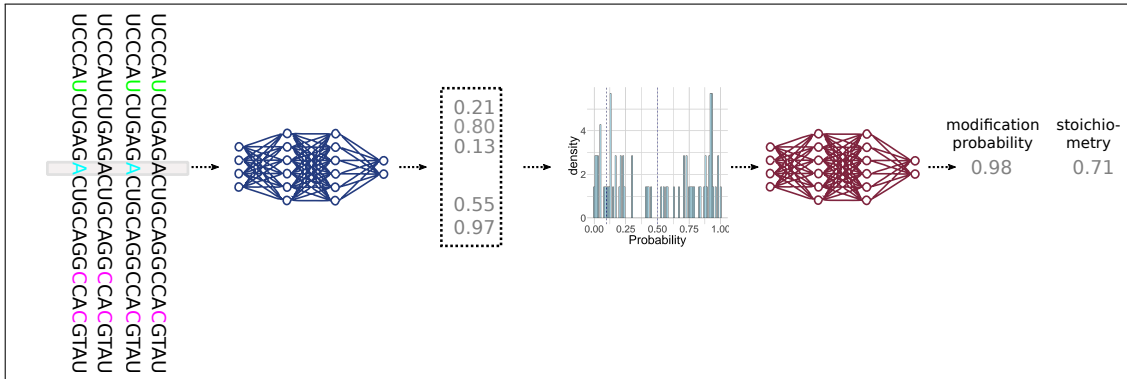 UCCCAUCUGAGACUGCAGGCCACGTAU
UCCCAUCUGAGACUGCAGGCCACGTAU
UCCCAUCUGAGACUGCAGGCCACGTAU
UCCCAUCUGAGACUGCAGGCCACGTAU
0.21
0.80
0.13
0.55
0.97
density
4
2
0
0.00 0.25 0.50 0.75 1.00
Probability
modification
probability
0.98
stoichio-
metry
0.71